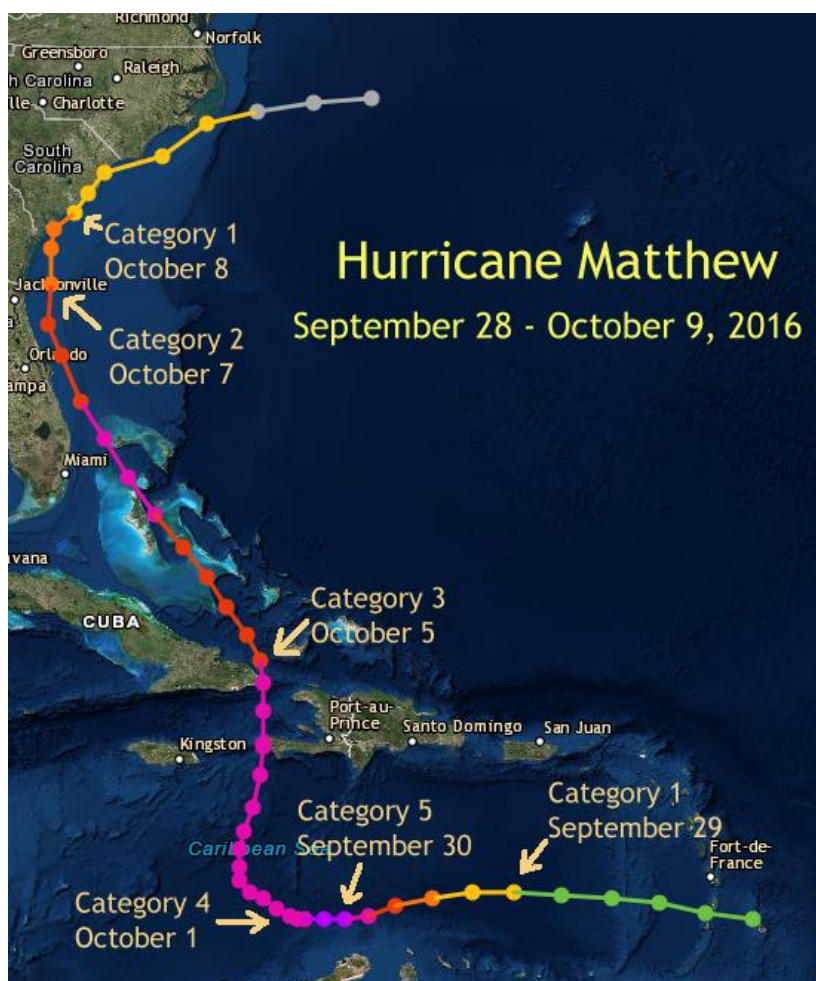 Richmond
Norfolk
Greensboro
Raleigh
h Carolina
lle
Charlotte
South
Carolina
Category 1
October 8
Hurricane Matthew
September 28 - October 9, 2016
Jacksonville
Category 2
October 7
Orlando
ampa
Miami
avana
CUBA
Category 3
October 5
Port-au-
Prince
Santo Domingo
San Juan
Kingston
Category 5
September 30
Category 1
September 29
Caribbean Sea
Fort-de-
France
Category 4
October 1